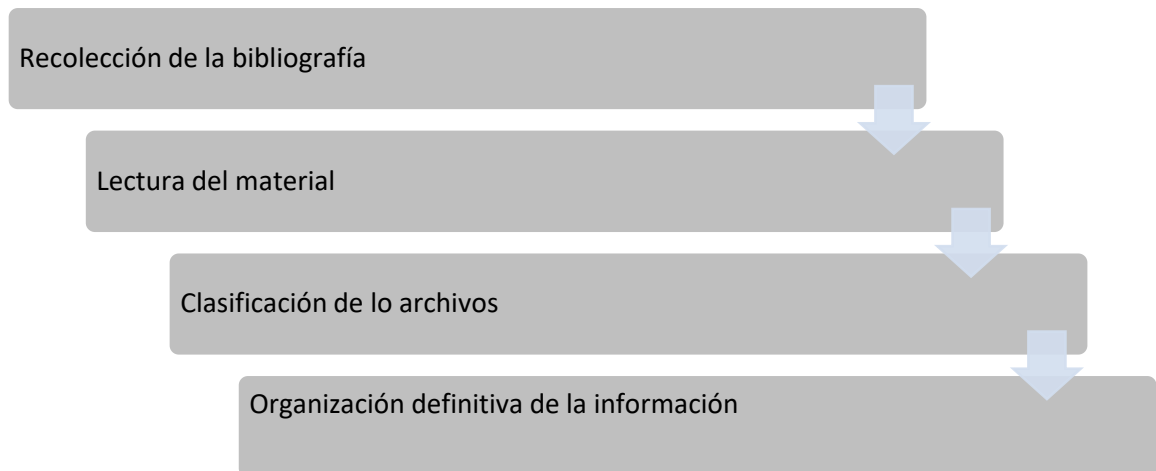 Recolección de la bibliografía
Lectura del material
Clasificación de lo archivos
Organización definitiva de la información